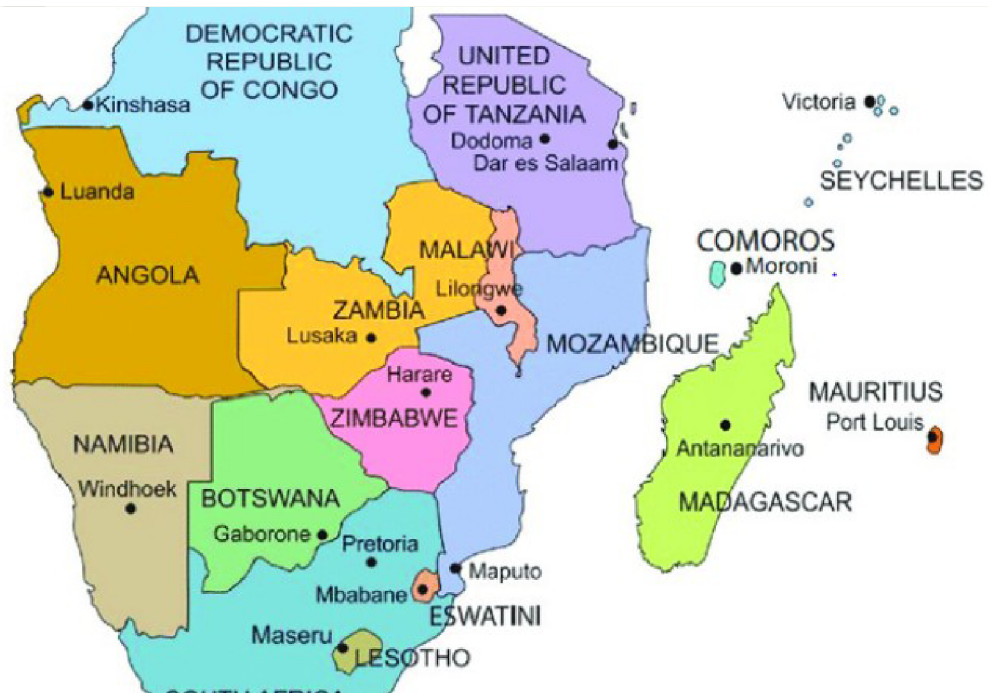 DEMOCRATIC
REPUBLIC
OF CONGO
UNITED
REPUBLIC
OF TANZANIA
Kinshasa
Victoria
Dodoma
Dar es Salaam
SEYCHELLES
Luanda
COMOROS
MALAWI
Moroni
ANGOLA
Lilongwe
ZAMBIA
Lusaka
MOZAMBIQUE
Harare
MAURITIUS
ZIMBABWE
Port Louis
NAMIBIA
Antananarivo
Windhoek
BOTSWANA
MADAGASCAR
Gaborone
Pretoria
Maputo
Mbabane
ESWATINI
Maseru
LESOTHO
SOUTH AFRICA